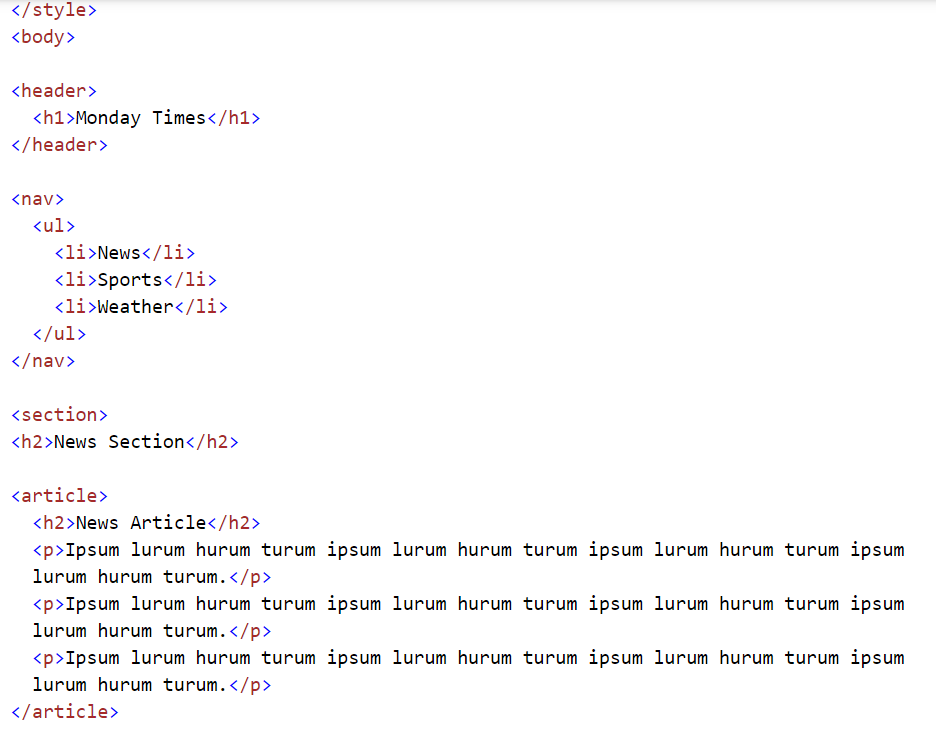 </style>
<body>
<header>
<h1>Monday Times</h1>
</header>
<nav>
<ul>
<li>News</li>
<li>Sports</li>
<li>Weather</li>
</ul>
</nav>
<section>
<h2>News Section</h2>
<article>
<h2>News Article</h2>
<p>Ipsum lurum hurum turum ipsum lurum hurum turum ipsum lurum hurum turum ipsum
lurum hurum turum.</p>
<p>Ipsum lurum hurum turum ipsum lurum hurum turum ipsum lurum hurum turum ipsum
lurum hurum turum.</p>
<p>Ipsum lurum hurum turum ipsum lurum hurum turum ipsum lurum hurum turum ipsum
lurum hurum turum.</p>
</article>